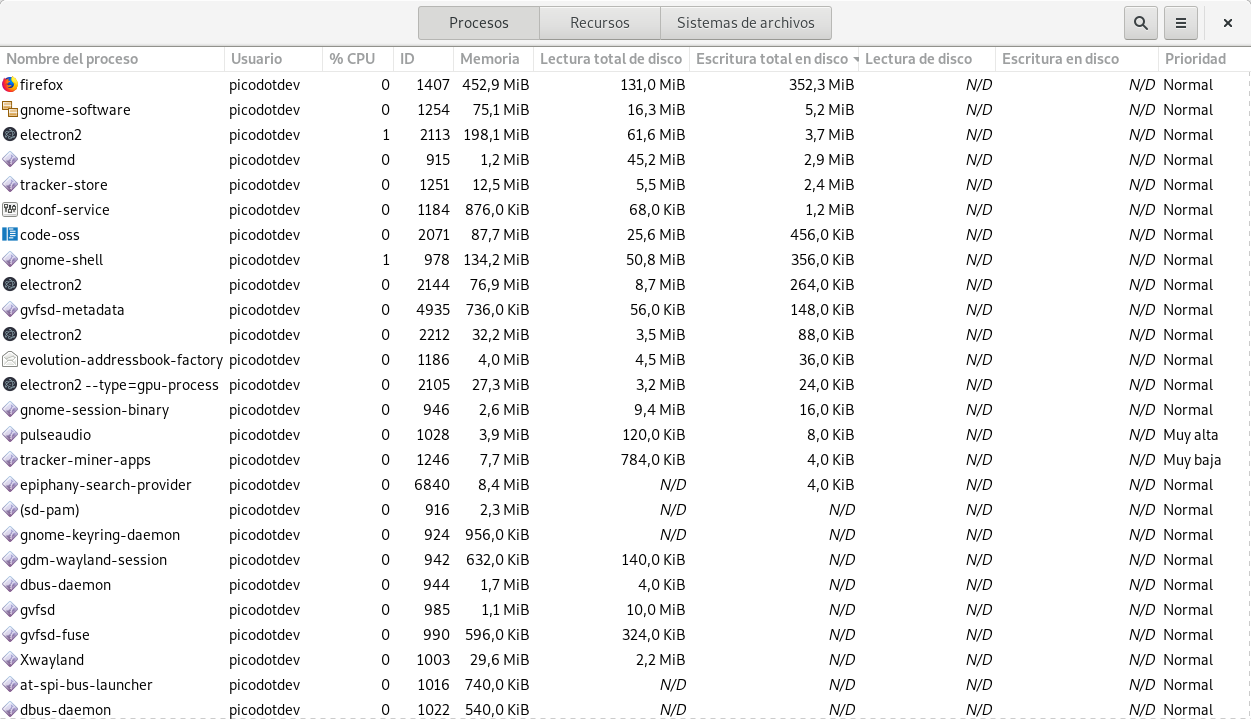 Procesos Recursos Sistemas de archivos
Nombre del proceso Usuario % CPU ID Memoria Lectura total de disco Escritura total en disco Lectura de disco Escritura en disco Prioridad
firefox picodotdev 0 1407 452,9 MiB 131,0 MiB 352,3 MiB N/D N/D Normal
gnome-software picodotdev 0 1254 75,1 MiB 16,3 MiB 5,2 MiB N/D N/D Normal
electron2 picodotdev 1 2113 198,1 MiB 61,6 MiB 3,7 MiB N/D N/D Normal
systemd picodotdev 0 915 1,2 MiB 45,2 MiB 2,9 MiB N/D N/D Normal
tracker-store picodotdev 0 1251 12,5 MiB 5,5 MiB 2,4 MiB N/D N/D Normal
dconf-service picodotdev 0 1184 876,0 KiB 68,0 KiB 1,2 MiB N/D N/D Normal
code-oss picodotdev 0 2071 87,7 MiB 25,6 MiB 456,0 KiB N/D N/D Normal
gnome-shell picodotdev 1 978 134,2 MiB 50,8 MiB 356,0 KiB N/D N/D Normal
electron2 picodotdev 0 2144 76,9 MiB 8,7 MiB 264,0 KiB N/D N/D Normal
gvfsd-metadata picodotdev 0 4935 736,0 KiB 56,0 KiB 148,0 KiB N/D N/D Normal
electron2 picodotdev 0 2212 32,2 MiB 3,5 MiB 88,0 KiB N/D N/D Normal
evolution-addressbook-factory picodotdev 0 1186 4,0 MiB 4,5 MiB 36,0 KiB N/D N/D Normal
electron2 --type=gpu-process picodotdev 0 2105 27,3 MiB 3,2 MiB 24,0 KiB N/D N/D Normal
gnome-session-binary picodotdev 0 946 2,6 MiB 9,4 MiB 16,0 KiB N/D N/D Normal
pulseaudio picodotdev 0 1028 3,9 MiB 120,0 KiB 8,0 KiB N/D N/D Muy alta
tracker-miner-apps picodotdev 0 1246 7,7 MiB 784,0 KiB 4,0 KiB N/D N/D Muy baja
epiphany-search-provider picodotdev 0 6840 8,4 MiB N/D 4,0 KiB N/D N/D Normal
(sd-pam) picodotdev 0 916 2,3 MiB N/D N/D N/D N/D Normal
gnome-keyring-daemon picodotdev 0 924 956,0 KiB N/D N/D N/D N/D Normal
gdm-wayland-session picodotdev 0 942 632,0 KiB 140,0 KiB N/D N/D N/D Normal
dbus-daemon picodotdev 0 944 1,7 MiB 4,0 KiB N/D N/D N/D Normal
gvfsd picodotdev 0 985 1,1 MiB 10,0 MiB N/D N/D N/D Normal
gvfsd-fuse picodotdev 0 990 596,0 KiB 324,0 KiB N/D N/D N/D Normal
Xwayland picodotdev 0 1003 29,6 MiB 2,2 MiB N/D N/D N/D Normal
at-spi-bus-launcher picodotdev 0 1016 740,0 KiB N/D N/D N/D N/D Normal
dbus-daemon picodotdev 0 1022 540,0 KiB N/D N/D N/D N/D Normal